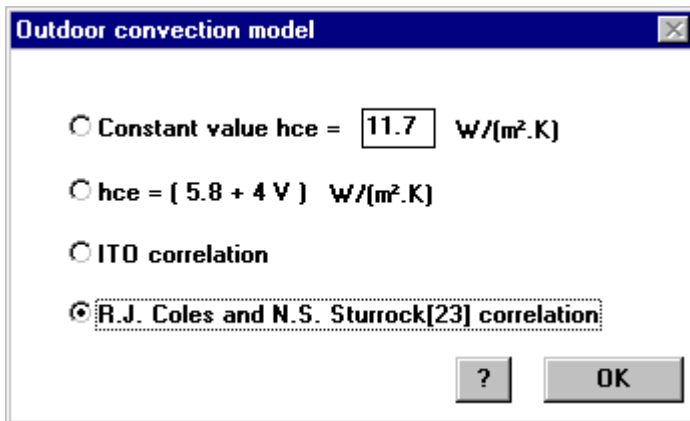 Outdoor convection model
Constant value hce = 11.7 W/(m².K)
hce = ( 5.8 + 4 V ) W/(m².K)
ITO correlation
R.J. Coles and N.S. Sturrock[23] correlation
? OK